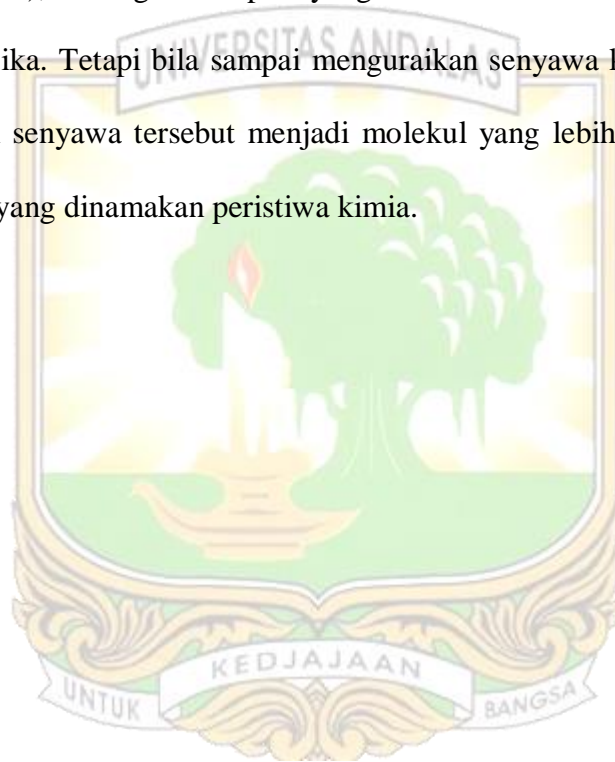 ika. Tetapi bila sampai menguraikan senyawa
senyawa tersebut menjadi molekul yang lebih
yang dinamakan peristiwa kimia.
UNIVERSITAS ANDALAS
KEDJAJAAN
UNTUK BANGSA